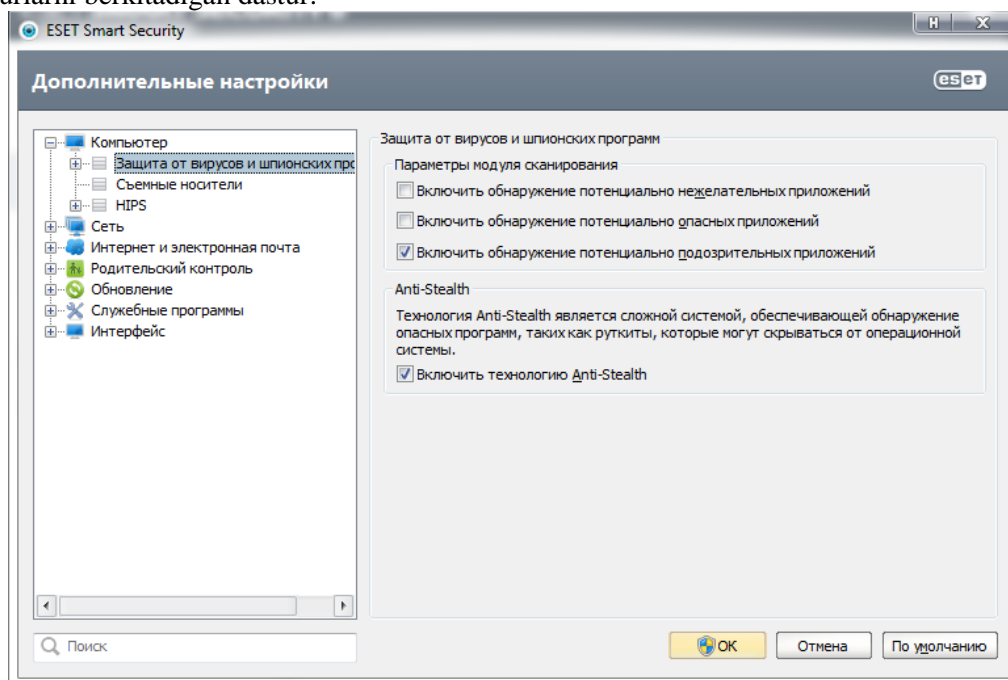 berkitadigan dastur.
ESET Smart Security
Дополнительные настройки
eset
Компьютер
Защита от вирусов и шпионских прс
Съемные носители
HIPS
Сеть
Интернет и электронная почта
Родительский контроль
Обновление
Служебные программы
Интерфейс
Поиск
Защита от вирусов и шпионских программ
Параметры модуля сканирования
Включить обнаружение потенциально нежелательных приложений
Включить обнаружение потенциально опасных приложений
Включить обнаружение потенциально подозрительных приложений
Anti-Stealth
Технология Anti-Stealth является сложной системой, обеспечивающей обнаружение
опасных программ, таких как руткиты, которые могут скрываться от операционной
системы.
Включить технологию Anti-Stealth
OK
Отмена
По умолчанию